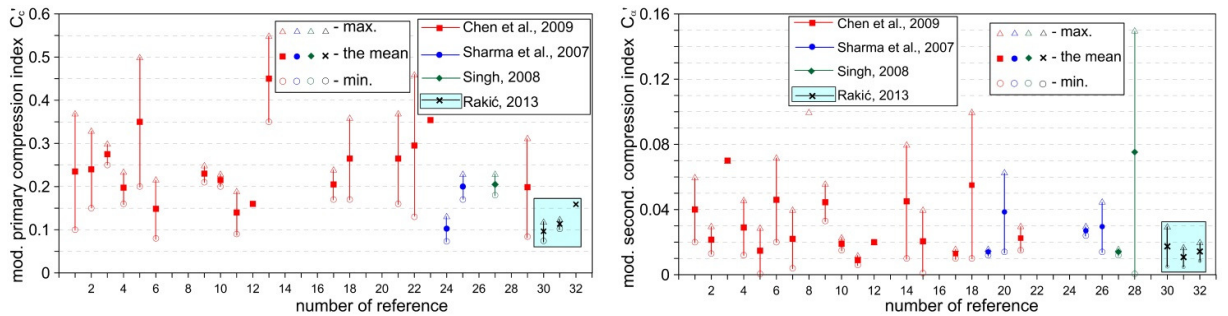 mod. primary compression index C꜀'
0.6
0.5
0.4
0.3
0.2
0.1
0
- max.
- the mean
- min.
Chen et al., 2009
Sharma et al., 2007
Singh, 2008
Rakić, 2013
2 4 6 8 10 12 14 16 18 20 22 24 26 28 30 32
number of reference
mod. second. compression index Cα'
0.16
0.12
0.08
0.04
0
Chen et al., 2009
Sharma et al., 2007
Singh, 2008
Rakić, 2013
- max.
- the mean
- min.
2 4 6 8 10 12 14 16 18 20 22 24 26 28 30 32
number of reference